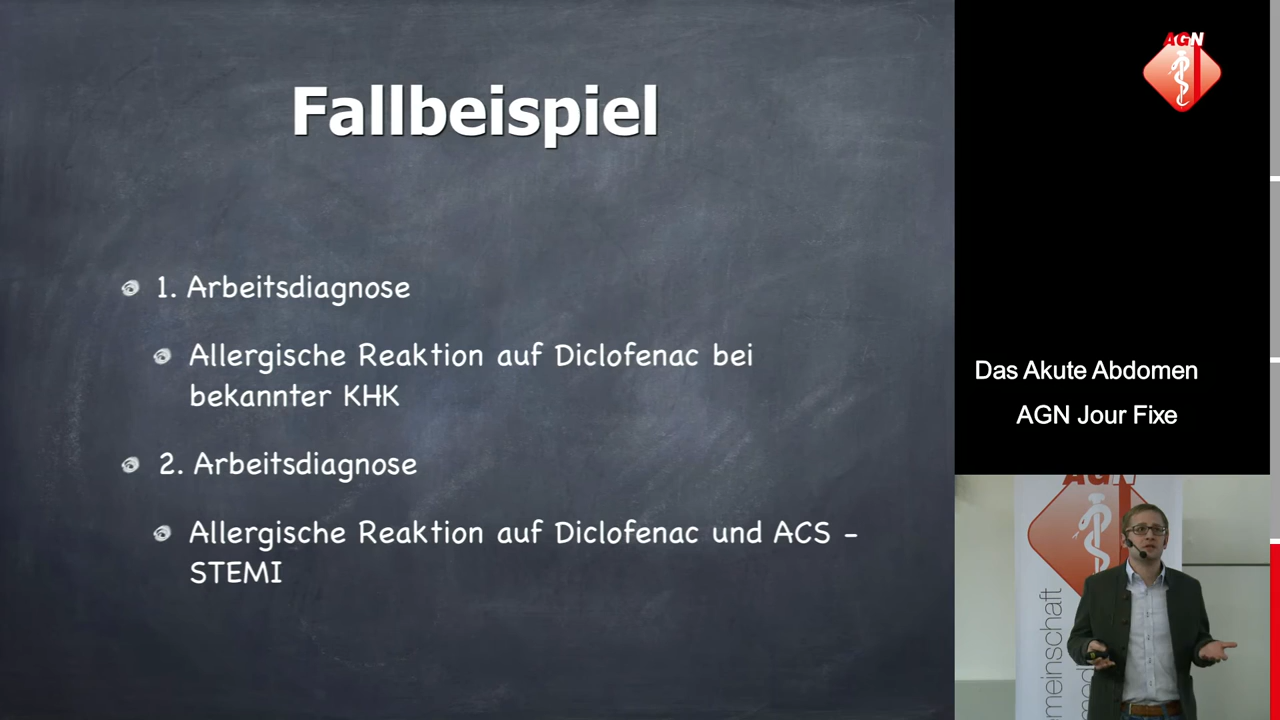 Fallbeispiel
1. Arbeitsdiagnose
Allergische Reaktion auf Diclofenac bei
bekannter KHK
2. Arbeitsdiagnose
Allergische Reaktion auf Diclofenac und ACS -
STEMI
AGN
Das Akute Abdomen
AGN Jour Fixe
AGN